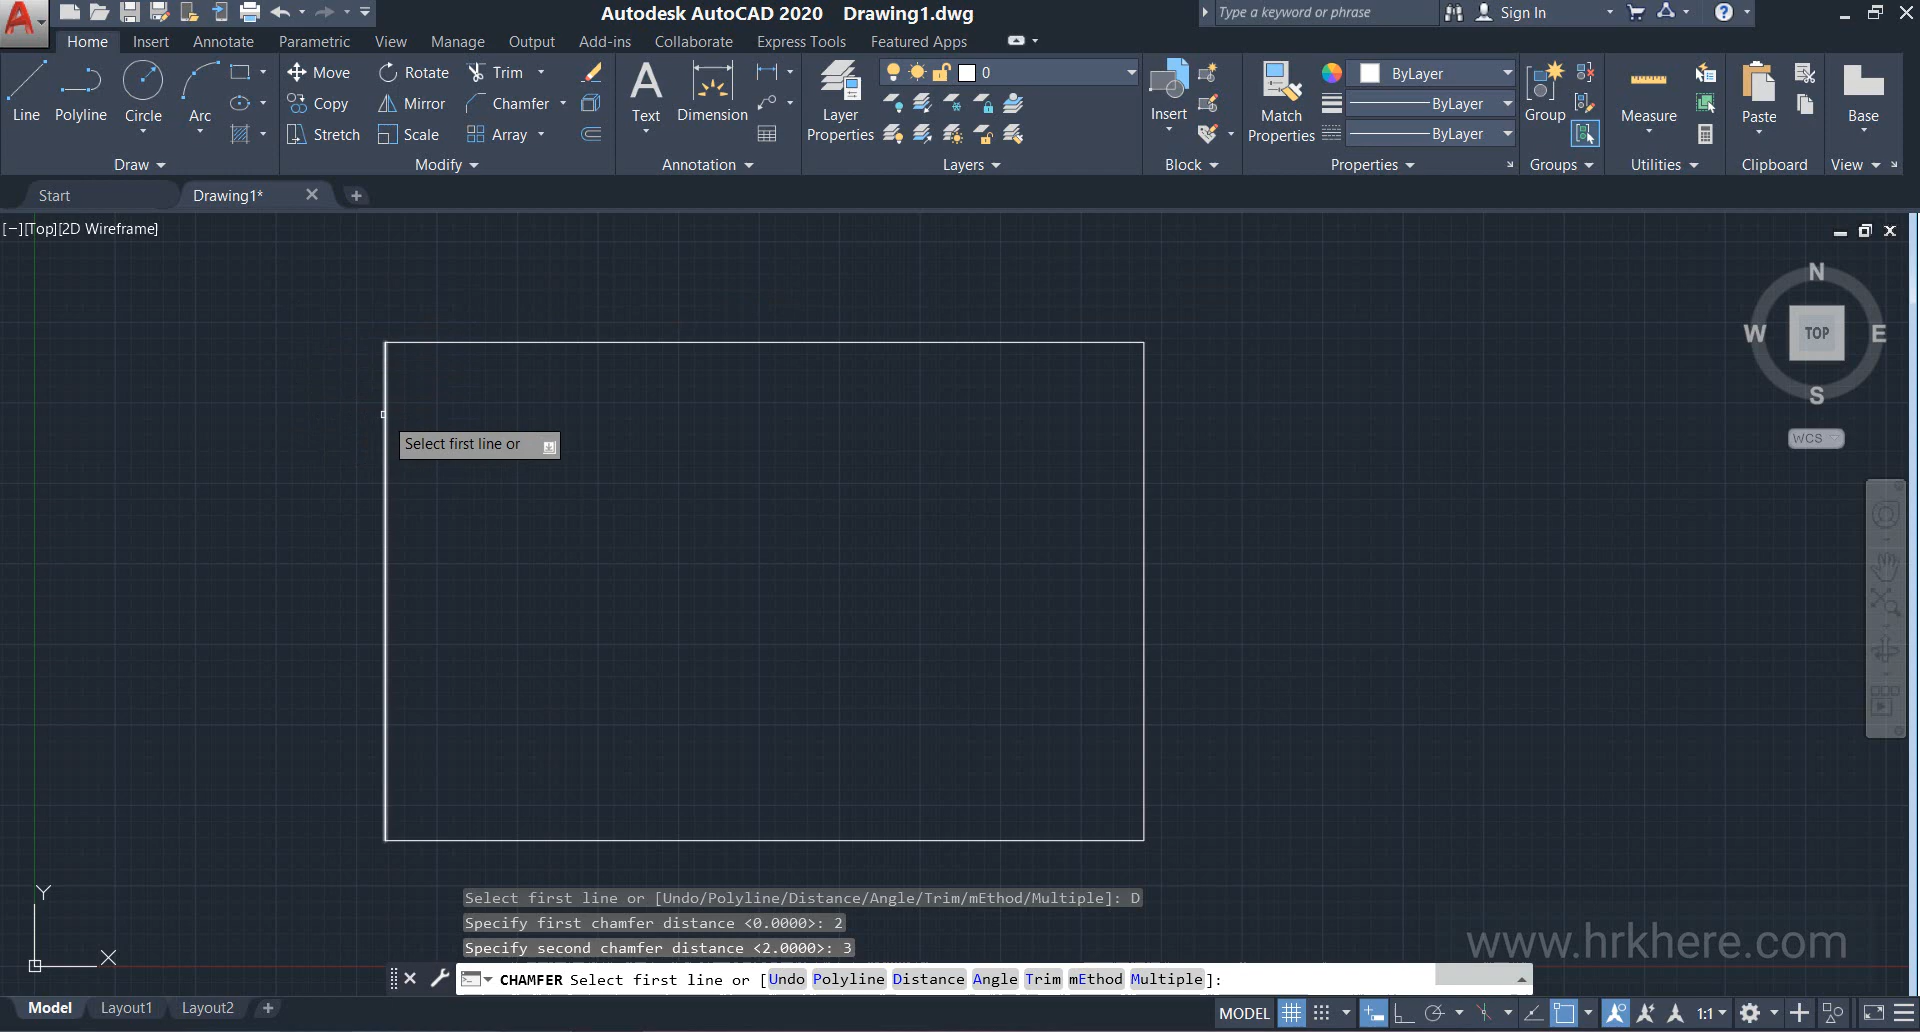 Autodesk AutoCAD 2020 Drawing1.dwg
Type a keyword or phrase
Sign In
Home Insert Annotate Parametric View Manage Output Add-ins Collaborate Express Tools Featured Apps
Line
Polyline
Circle
Arc
Draw
Move Rotate Trim
Copy Mirror Chamfer
Stretch Scale Array
Modify
Text
Dimension
Annotation
Layer
Properties
0
Layers
Insert
Block
Match
Properties
ByLayer
ByLayer
ByLayer
Properties
Group
Groups
Measure
Utilities
Paste
Clipboard
Base
View
Start
Drawing1*
[−][Top][2D Wireframe]
N
W TOP E
S
WCS
Select first line or
Y
X
Select first line or [Undo/Polyline/Distance/Angle/Trim/mEthod/Multiple]: D
Specify first chamfer distance <0.0000>: 2
Specify second chamfer distance <2.0000>: 3
CHAMFER Select first line or [Undo Polyline Distance Angle Trim mEthod Multiple]:
www.hrkhere.com
Model Layout1 Layout2
MODEL
1:1